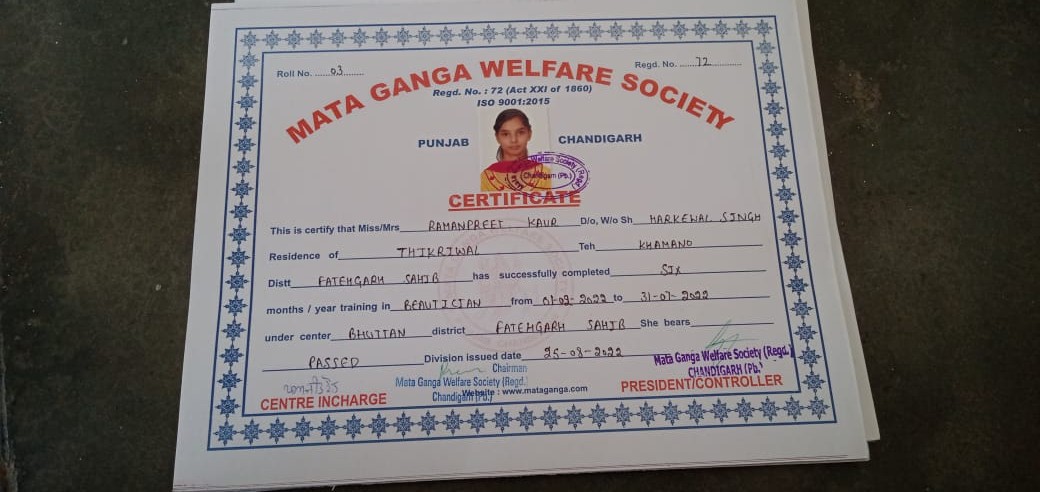 Roll No. ......03........ Regd. No. ......72............
MATA GANGA WELFARE SOCIETY
Regd. No. : 72 (Act XXI of 1860)
ISO 9001:2015
PUNJAB CHANDIGARH
Welfare Society (Regd.)
Chandigarh (Pb.)
CERTIFICATE
This is certify that Miss/Mrs RAMANPREET KAUR D/o, W/o Sh HARKEWAL SINGH
Residence of THIKRIWAL Teh KHAMANO
Distt FATEHGARH SAHIB has successfully completed SIX
months / year training in BEAUTICIAN from 01-02-2022 to 31-07-2022
under center BHUTTAN district FATEHGARH SAHIB She bears
PASSED Division issued date 25-08-2022
Chairman
Mata Ganga Welfare Society (Regd.)
Chandigarh (Pb.)
Website : www.mataganga.com
Mata Ganga Welfare Society (Regd.)
CHANDIGARH (Pb.)
CENTRE INCHARGE PRESIDENT/CONTROLLER